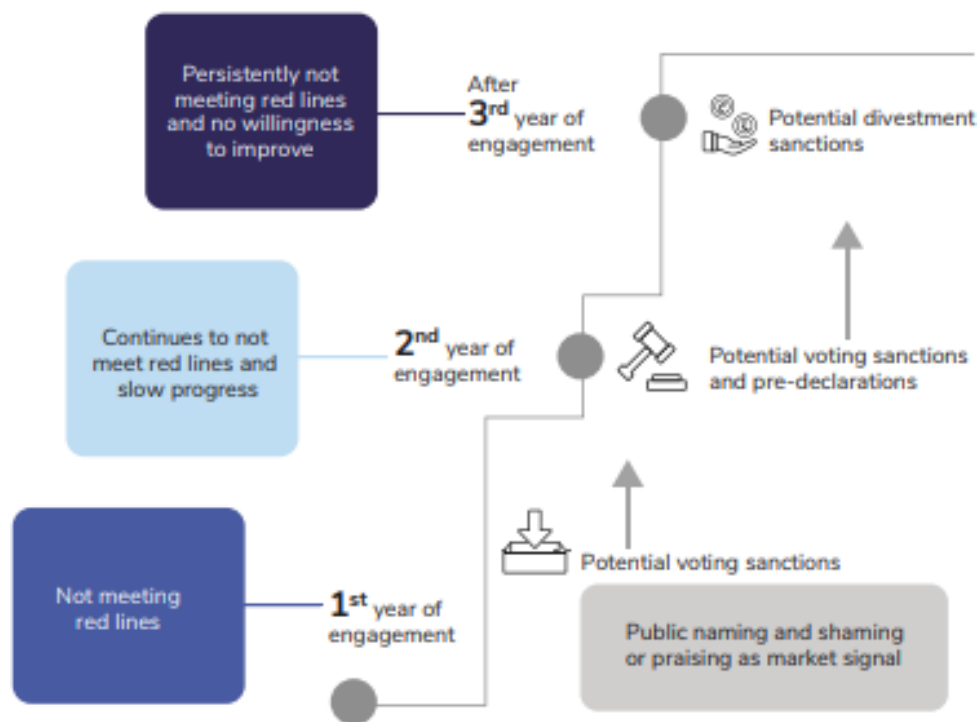 Persistently not
meeting red lines
and no willingness
to improve
After
3rd year of
engagement
Potential divestment
sanctions
Continues to not
meet red lines and
slow progress
2nd year of
engagement
Potential voting sanctions
and pre-declarations
Not meeting
red lines
1st year of
engagement
Potential voting sanctions
Public naming and shaming
or praising as market signal